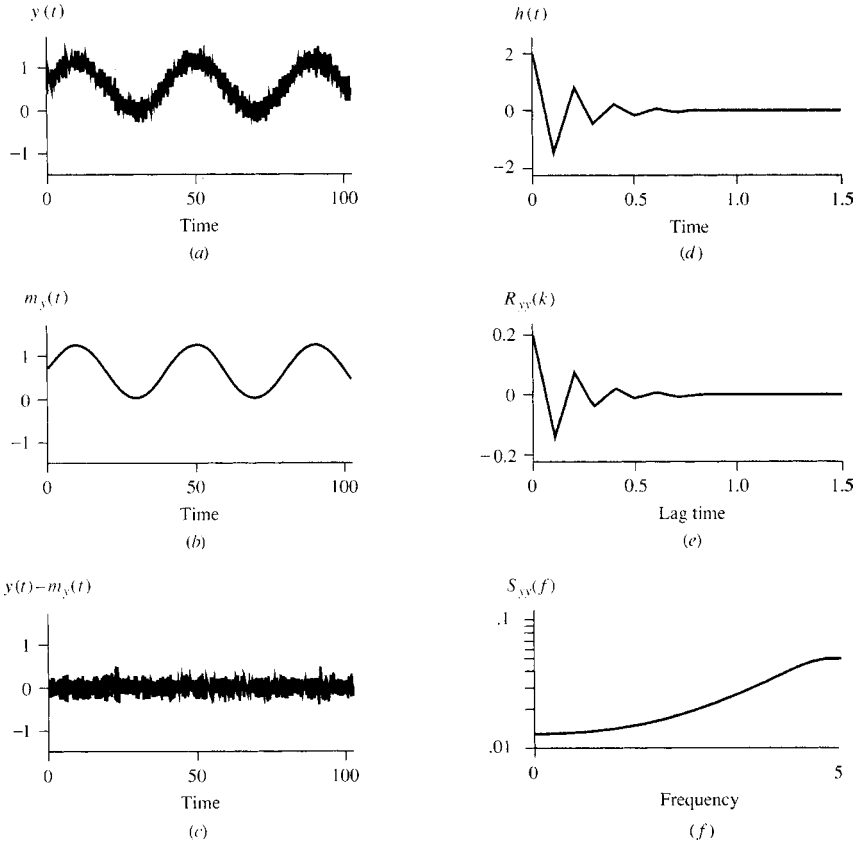 y(t)
1
0
−1
0
50
100
Time
(a)
h(t)
2
0
−2
0
0.5
1.0
1.5
Time
(d)
m_y(t)
1
0
−1
0
50
100
Time
(b)
R_yy(k)
0.2
0
−0.2
0
0.5
1.0
1.5
Lag time
(e)
y(t)−m_y(t)
1
0
−1
0
50
100
Time
(c)
S_yy(f)
.1
.01
0
5
Frequency
(f)